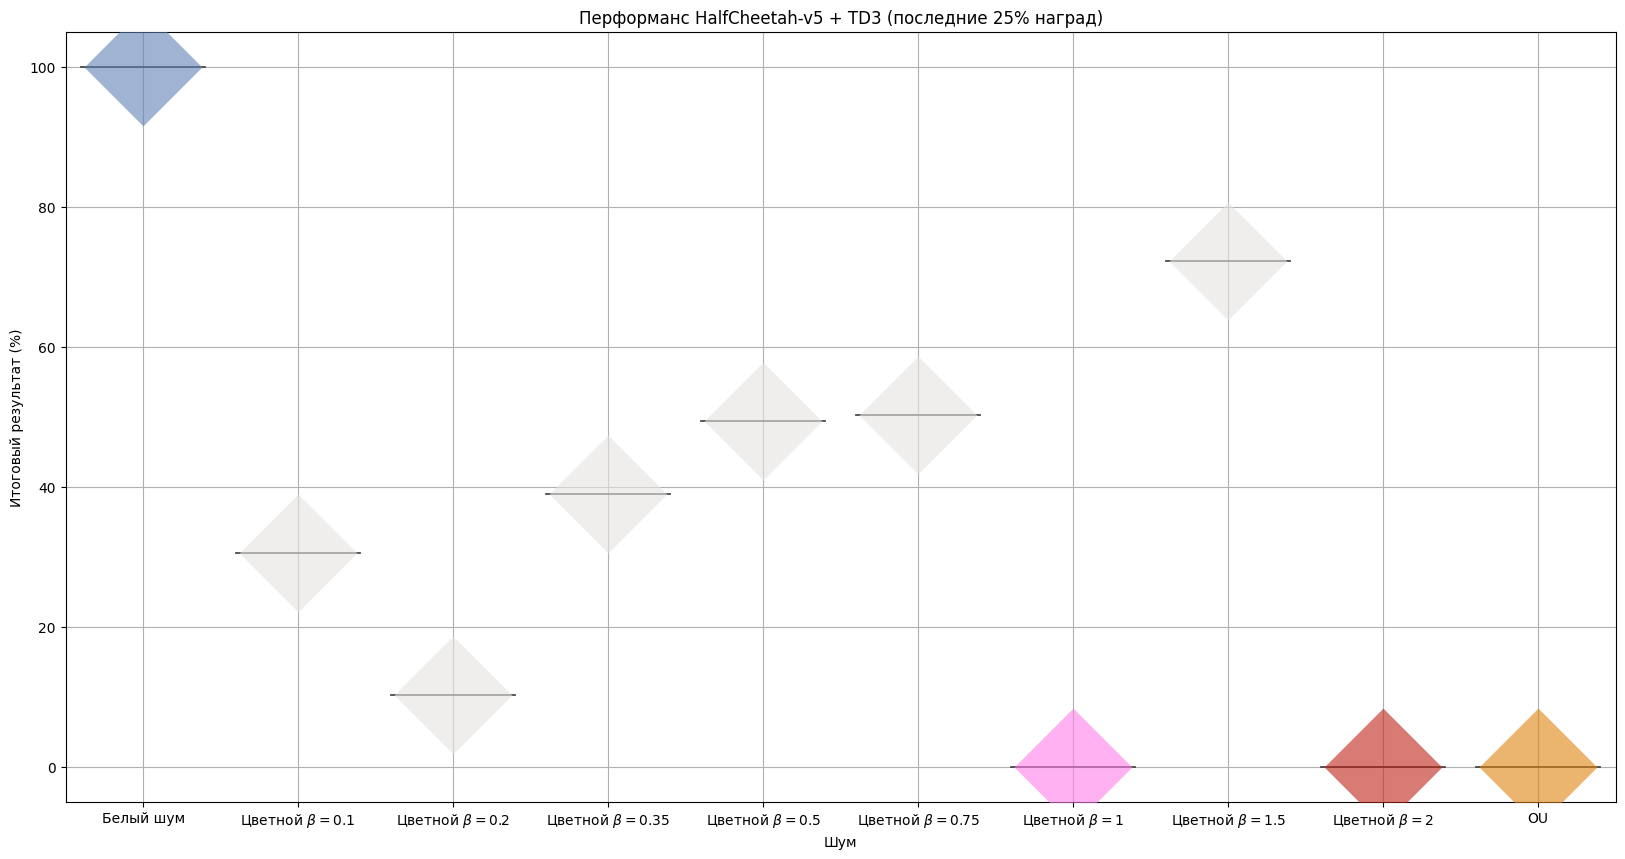 Перформанс HalfCheetah-v5 + TD3 (последние 25% наград)
100
80
60
40
20
0
Итоговый результат (%)
Белый шум
Цветной β = 0.1
Цветной β = 0.2
Цветной β = 0.35
Цветной β = 0.5
Цветной β = 0.75
Цветной β = 1
Цветной β = 1.5
Цветной β = 2
OU
Шум